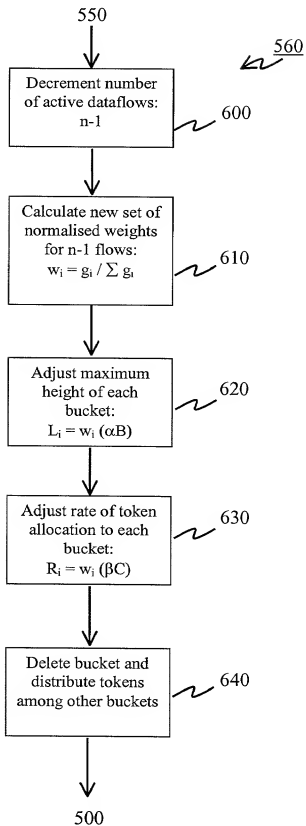 550
560
Decrement number
of active dataflows:
n-1
600
Calculate new set of
normalised weights
for n-1 flows:
wᵢ = gᵢ / ∑ gᵢ
610
Adjust maximum
height of each
bucket:
Lᵢ = wᵢ (αB)
620
Adjust rate of token
allocation to each
bucket:
Rᵢ = wᵢ (βC)
630
Delete bucket and
distribute tokens
among other buckets
640
500